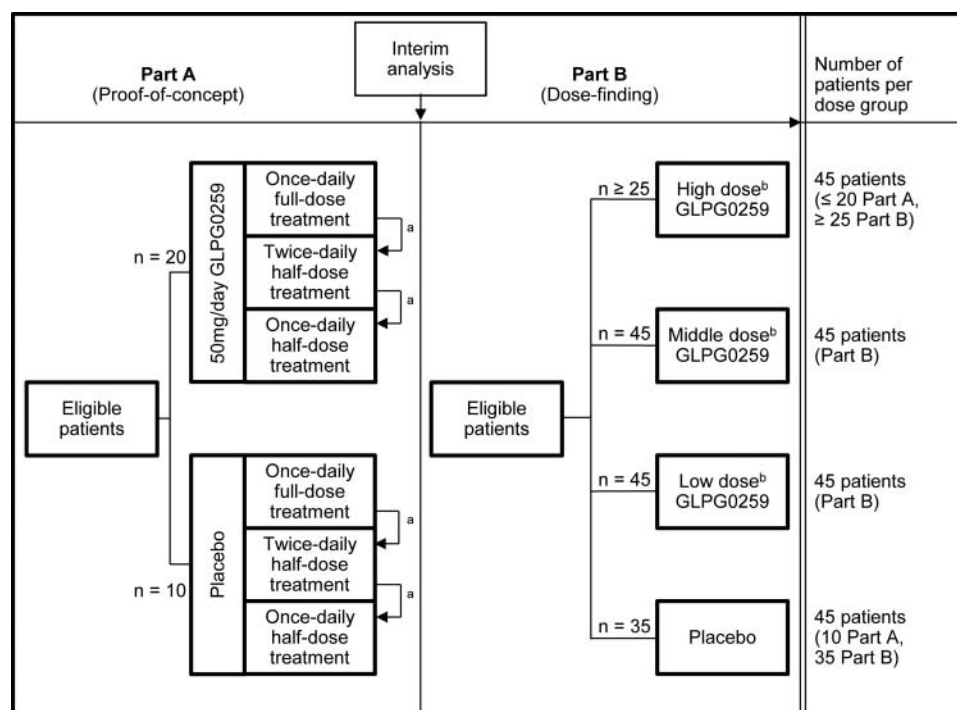 Part A
(Proof-of-concept)
Interim
analysis
Part B
(Dose-finding)
Number of
patients per
dose group
Eligible
patients
n = 20
50mg/day GLPG0259
Once-daily
full-dose
treatment
a
Twice-daily
half-dose
treatment
a
Once-daily
half-dose
treatment
n = 10
Placebo
Once-daily
full-dose
treatment
a
Twice-daily
half-dose
treatment
a
Once-daily
half-dose
treatment
Eligible
patients
n ≥ 25
High doseᵇ
GLPG0259
45 patients
(≤ 20 Part A,
≥ 25 Part B)
n = 45
Middle doseᵇ
GLPG0259
45 patients
(Part B)
n = 45
Low doseᵇ
GLPG0259
45 patients
(Part B)
n = 35
Placebo
45 patients
(10 Part A,
35 Part B)